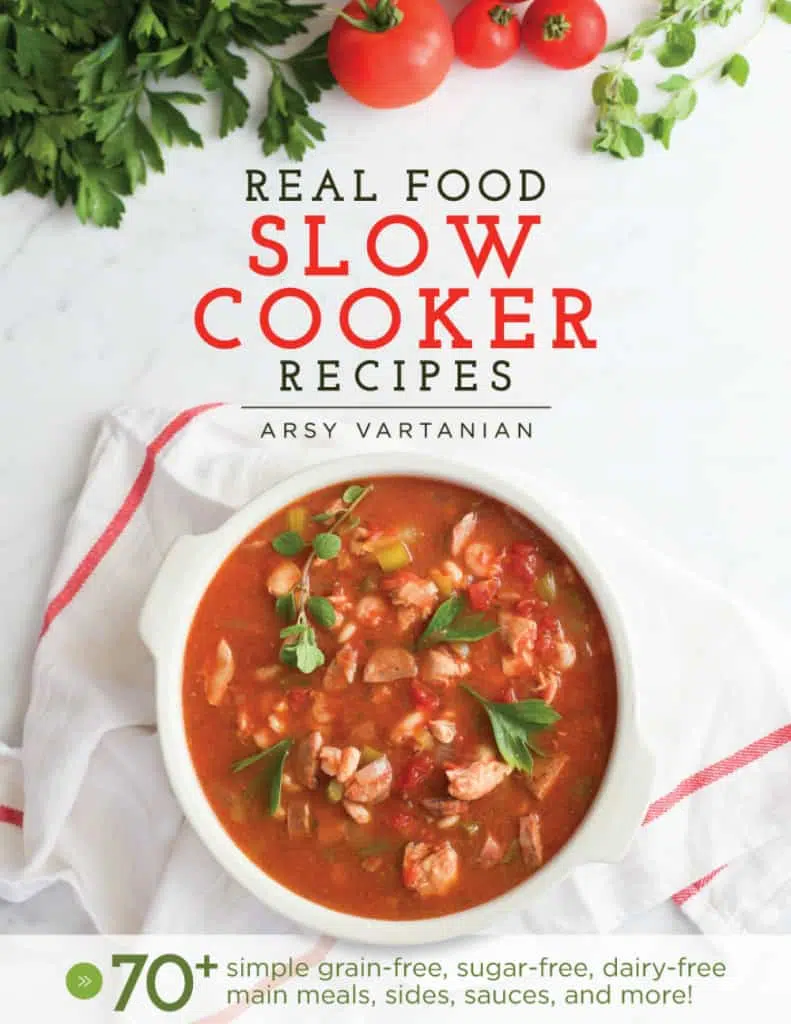 REAL FOOD
SLOW
COOKER
RECIPES
ARSY VARTANIAN
» 70+ simple grain-free, sugar-free, dairy-free
main meals, sides, sauces, and more!